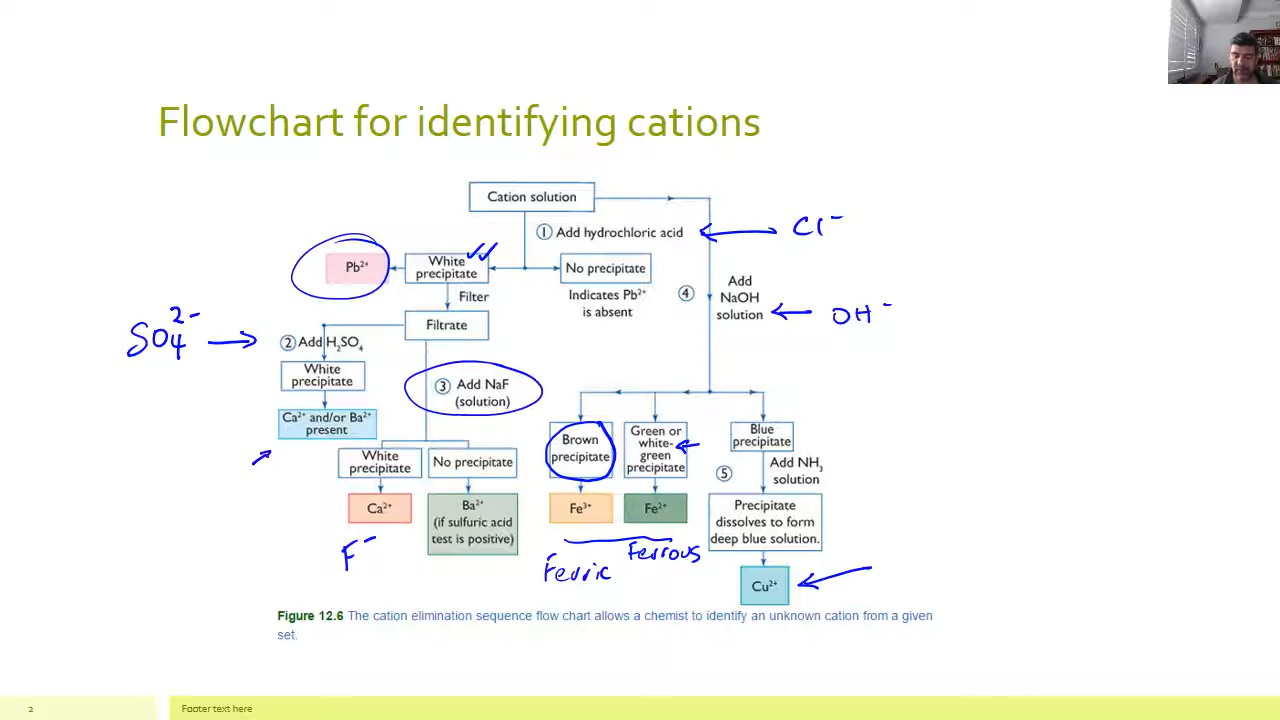 Flowchart for identifying cations
Cation solution
① Add hydrochloric acid
Cl⁻
White
precipitate
Pb²⁺
No precipitate
Indicates Pb²⁺
is absent
Filter
Filtrate
④
Add
NaOH
solution
OH⁻
SO₄²⁻
② Add H₂SO₄
White
precipitate
Ca²⁺ and/or Ba²⁺
present
③ Add NaF
(solution)
White
precipitate
No precipitate
Ca²⁺
Ba²⁺
(if sulfuric acid
test is positive)
F⁻
Brown
precipitate
Green or
white-
green
precipitate
Blue
precipitate
Fe³⁺
Fe²⁺
Ferric
Ferrous
⑤
Add NH₃
solution
Precipitate
dissolves to form
deep blue solution.
Cu²⁺
Figure 12.6 The cation elimination sequence flow chart allows a chemist to identify an unknown cation from a given
set.
2
Footer text here